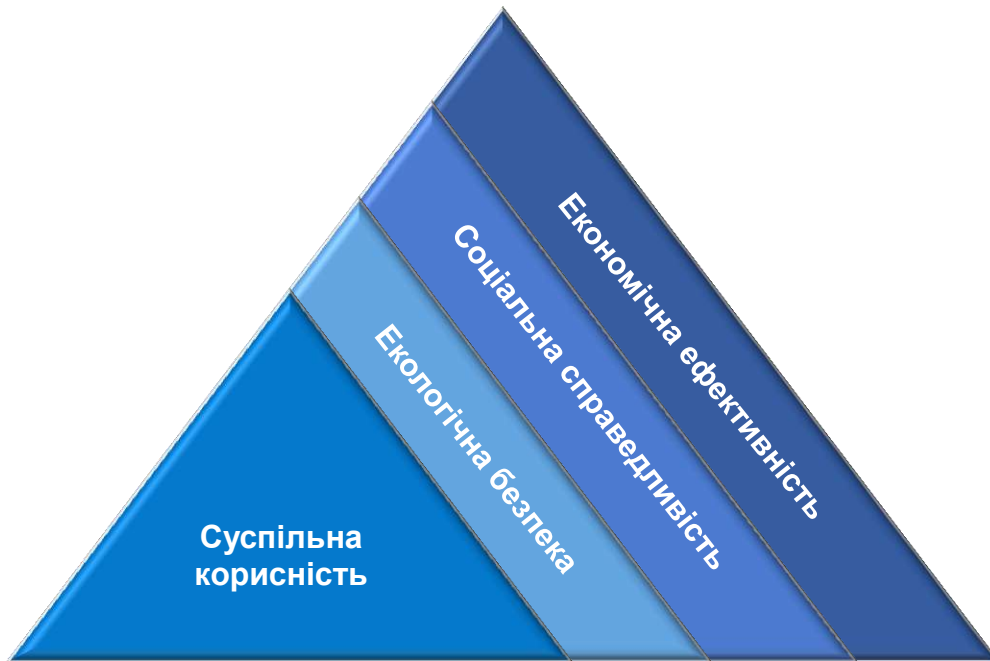 Суспільна
корисність
Екологічна безпека
Соціальна справедливість
Економічна ефективність